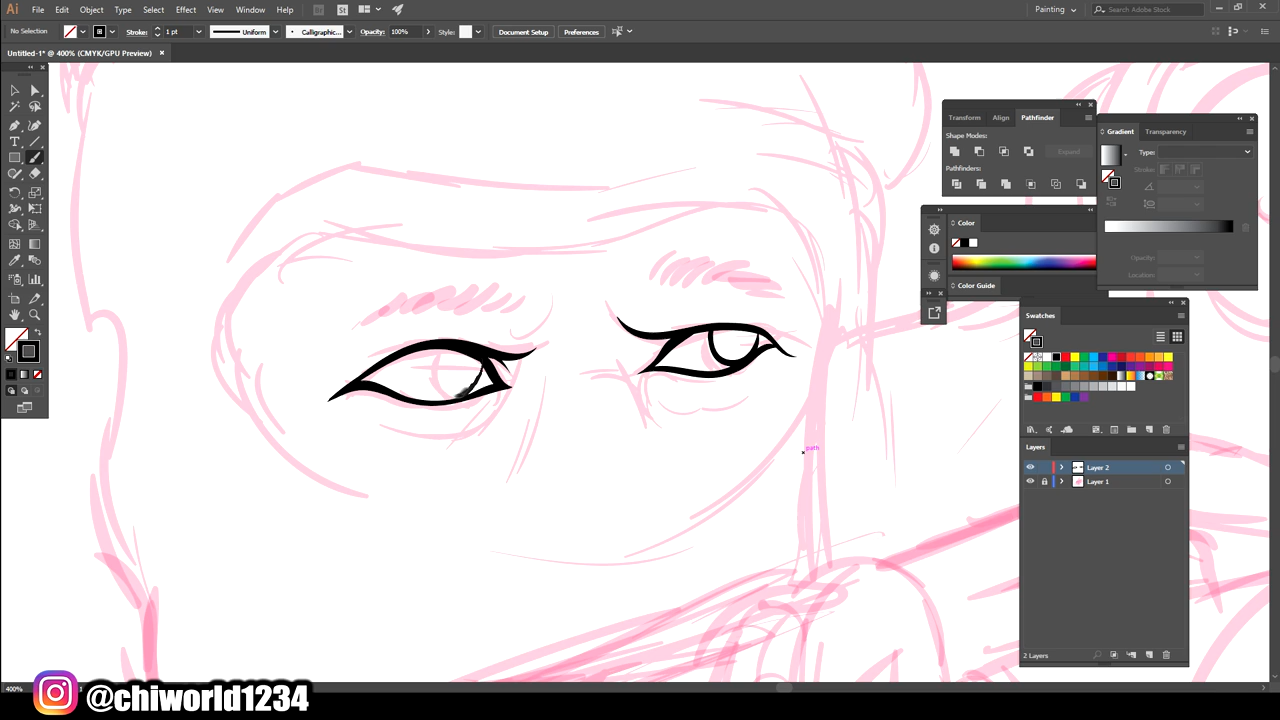 Ai File Edit Object Type Select Effect View Window Help Br St Painting Search Adobe Stock
No Selection Stroke: 1 pt Uniform Calligraphic... Opacity: 100% Style: Document Setup Preferences
Untitled-1* @ 400% (CMYK/GPU Preview) ×
Transform Align Pathfinder
Shape Modes:
Expand
Pathfinders:
Gradient Transparency
Type:
Stroke:
Opacity:
Location:
Color
Color Guide
Swatches
path
Layers
Layer 2
Layer 1
2 Layers
400%
@chiworld1234